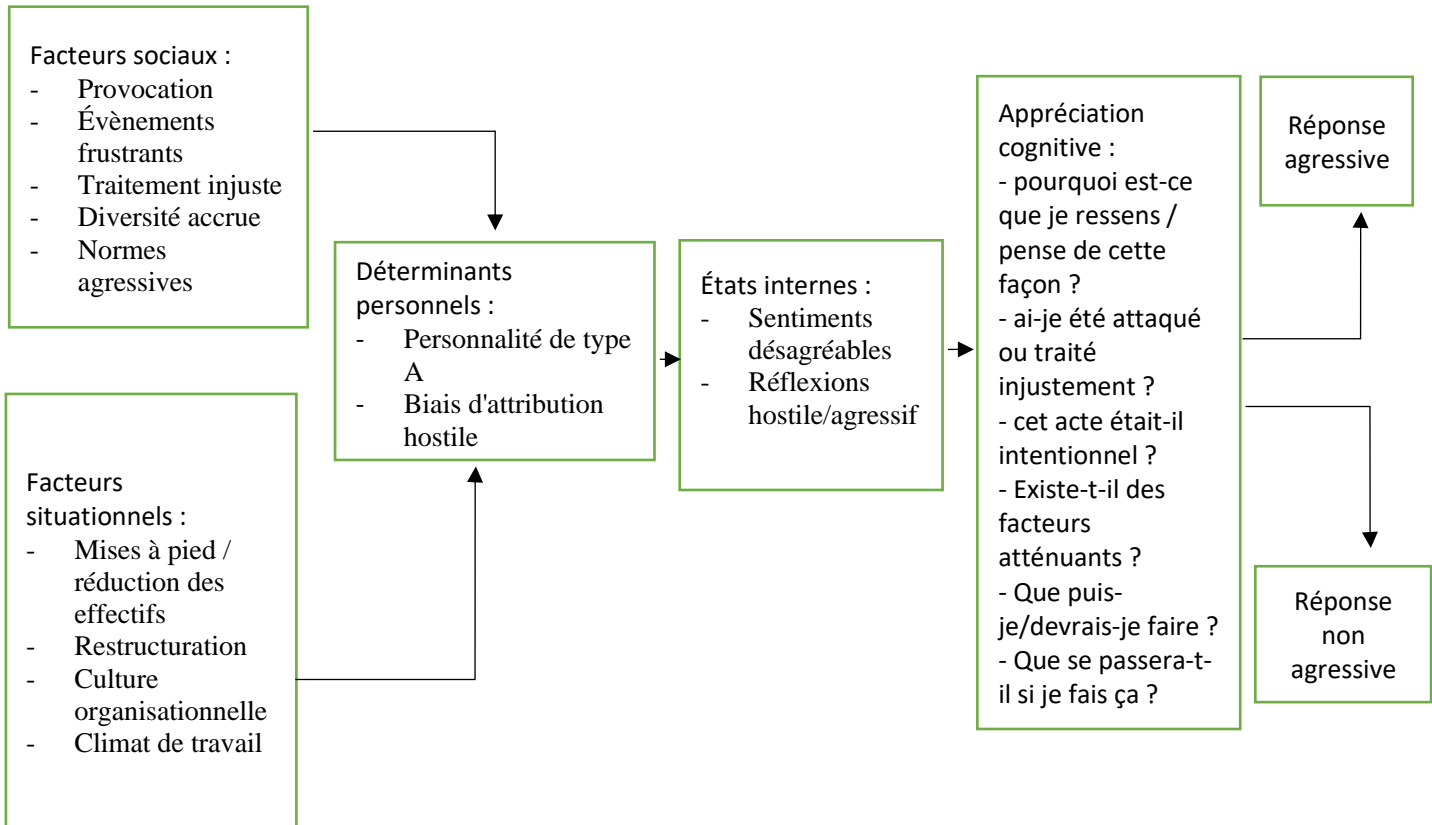 Facteurs sociaux :
- Provocation
- Évènements
frustrants
- Traitement injuste
- Diversité accrue
- Normes
agressives
Facteurs
situationnels :
- Mises à pied /
réduction des
effectifs
- Restructuration
- Culture
organisationnelle
- Climat de travail
Déterminants
personnels :
- Personnalité de type
A
- Biais d'attribution
hostile
États internes :
- Sentiments
désagréables
- Réflexions
hostile/agressif
Appréciation
cognitive :
- pourquoi est-ce
que je ressens /
pense de cette
façon ?
- ai-je été attaqué
ou traité
injustement ?
- cet acte était-il
intentionnel ?
- Existe-t-il des
facteurs
atténuants ?
- Que puis-
je/devrais-je faire ?
- Que se passera-t-
il si je fais ça ?
Réponse
agressive
Réponse
non
agressive